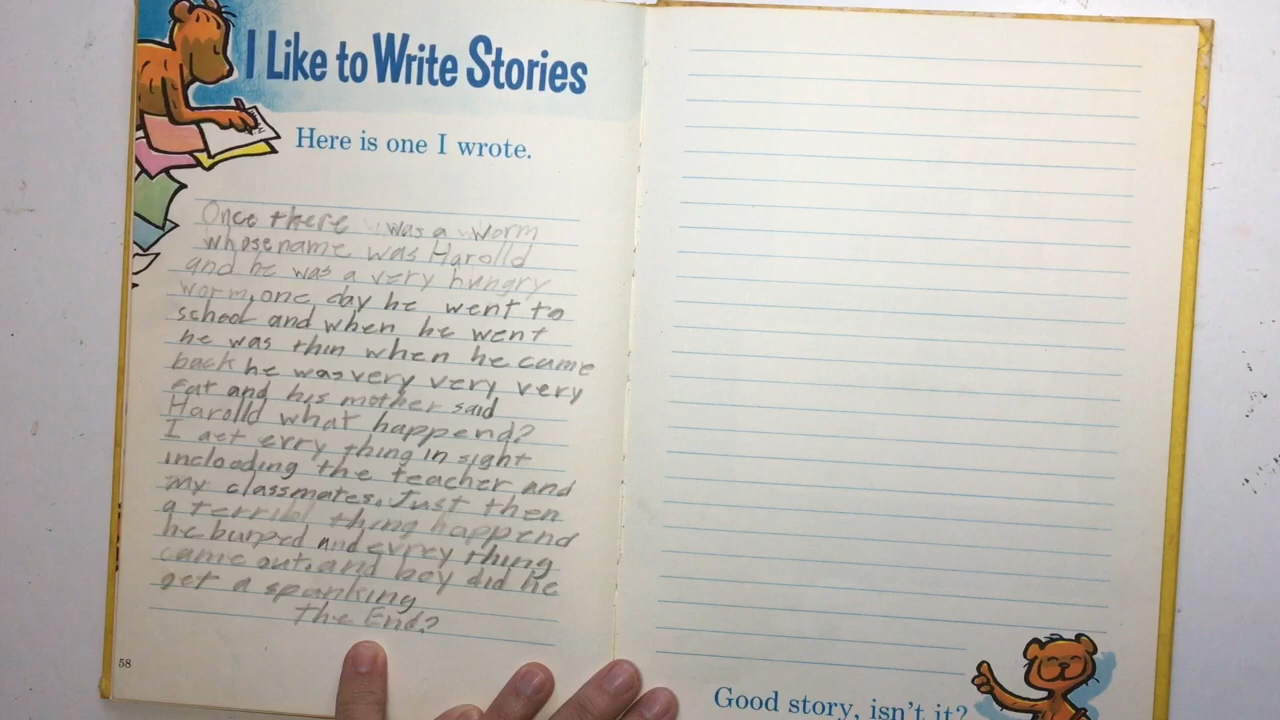 I Like to Write Stories
Here is one I wrote.
Once there was a worm
whose name was Harolld
and he was a very hungry
worm, one day he went to
school and when he went
he was thin when he came
back he was very very very
fat and his mother said
Harolld what happend?
I aet erry thing in sight
inclooding the teacher and
my classmates. Just then
a terribl thing happend
he burped and evrey thing
came out. and boy did he
get a spanking
The End?
58
Good story, isn't it?